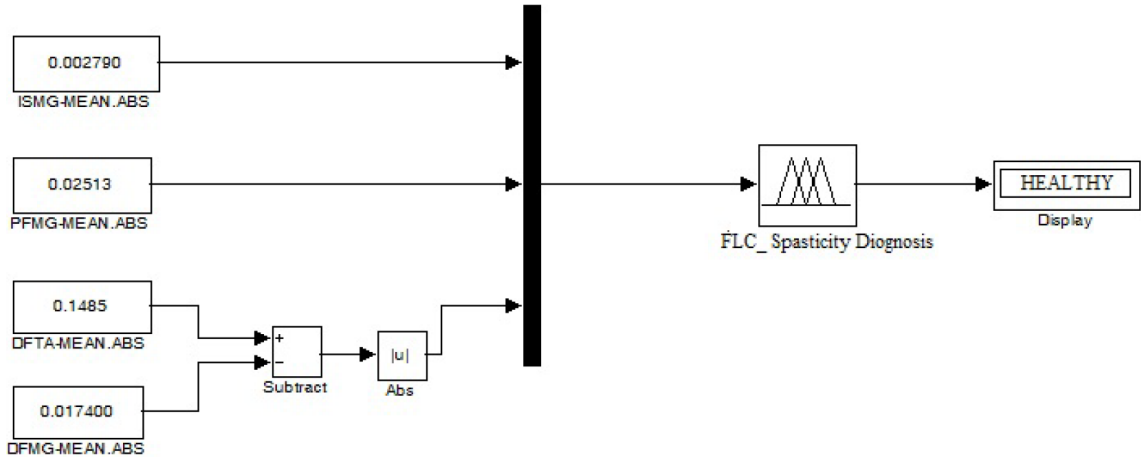 0.002790
ISMG-MEAN.ABS
0.02513
PFMG-MEAN.ABS
0.1485
DFTA-MEAN.ABS
0.017400
DFMG-MEAN.ABS
+
−
Subtract
|u|
Abs
FLC_ Spasticity Diognosis
HEALTHY
Display